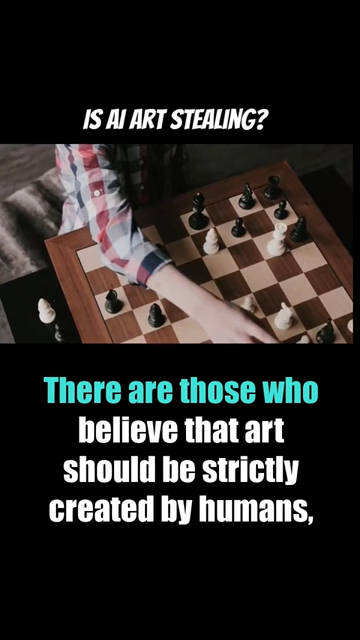 IS AI ART STEALING?
There are those who
believe that art
should be strictly
created by humans,